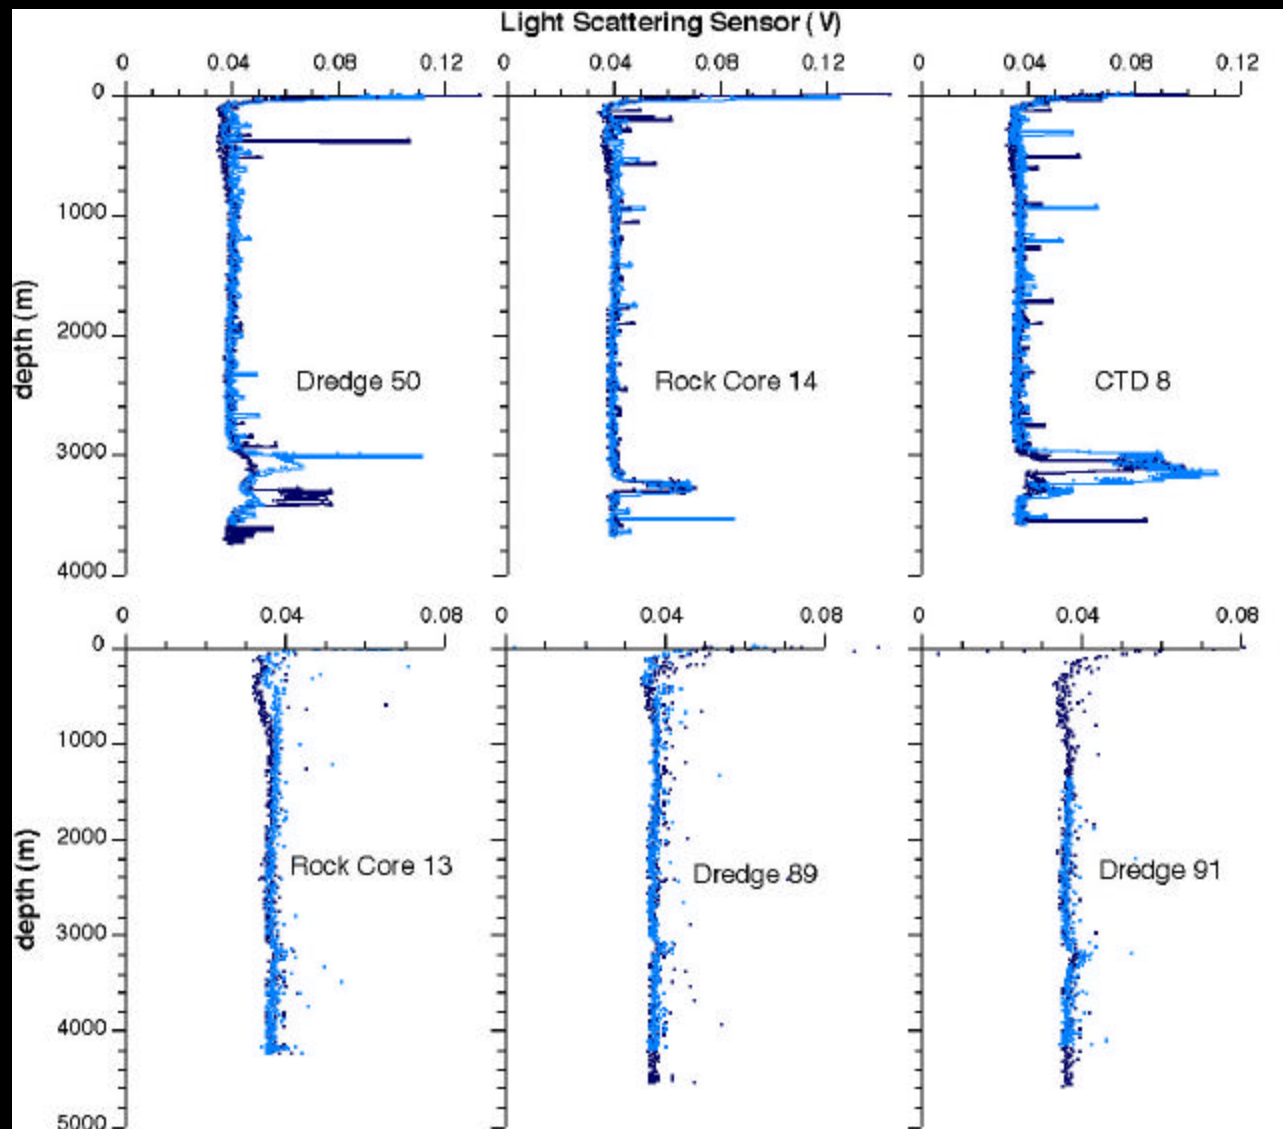 Light Scattering Sensor ( V)
0 0.04 0.08 0.12 0 0.04 0.08 0.12 0 0.04 0.08 0.12
0
1000
2000
depth (m)
Dredge 50 Rock Core 14 CTD 8
3000
4000
0 0.04 0.08 0 0.04 0.08 0 0.04 0.08
0
1000
2000
depth (m)
Rock Core 13 Dredge 89 Dredge 91
3000
4000
5000